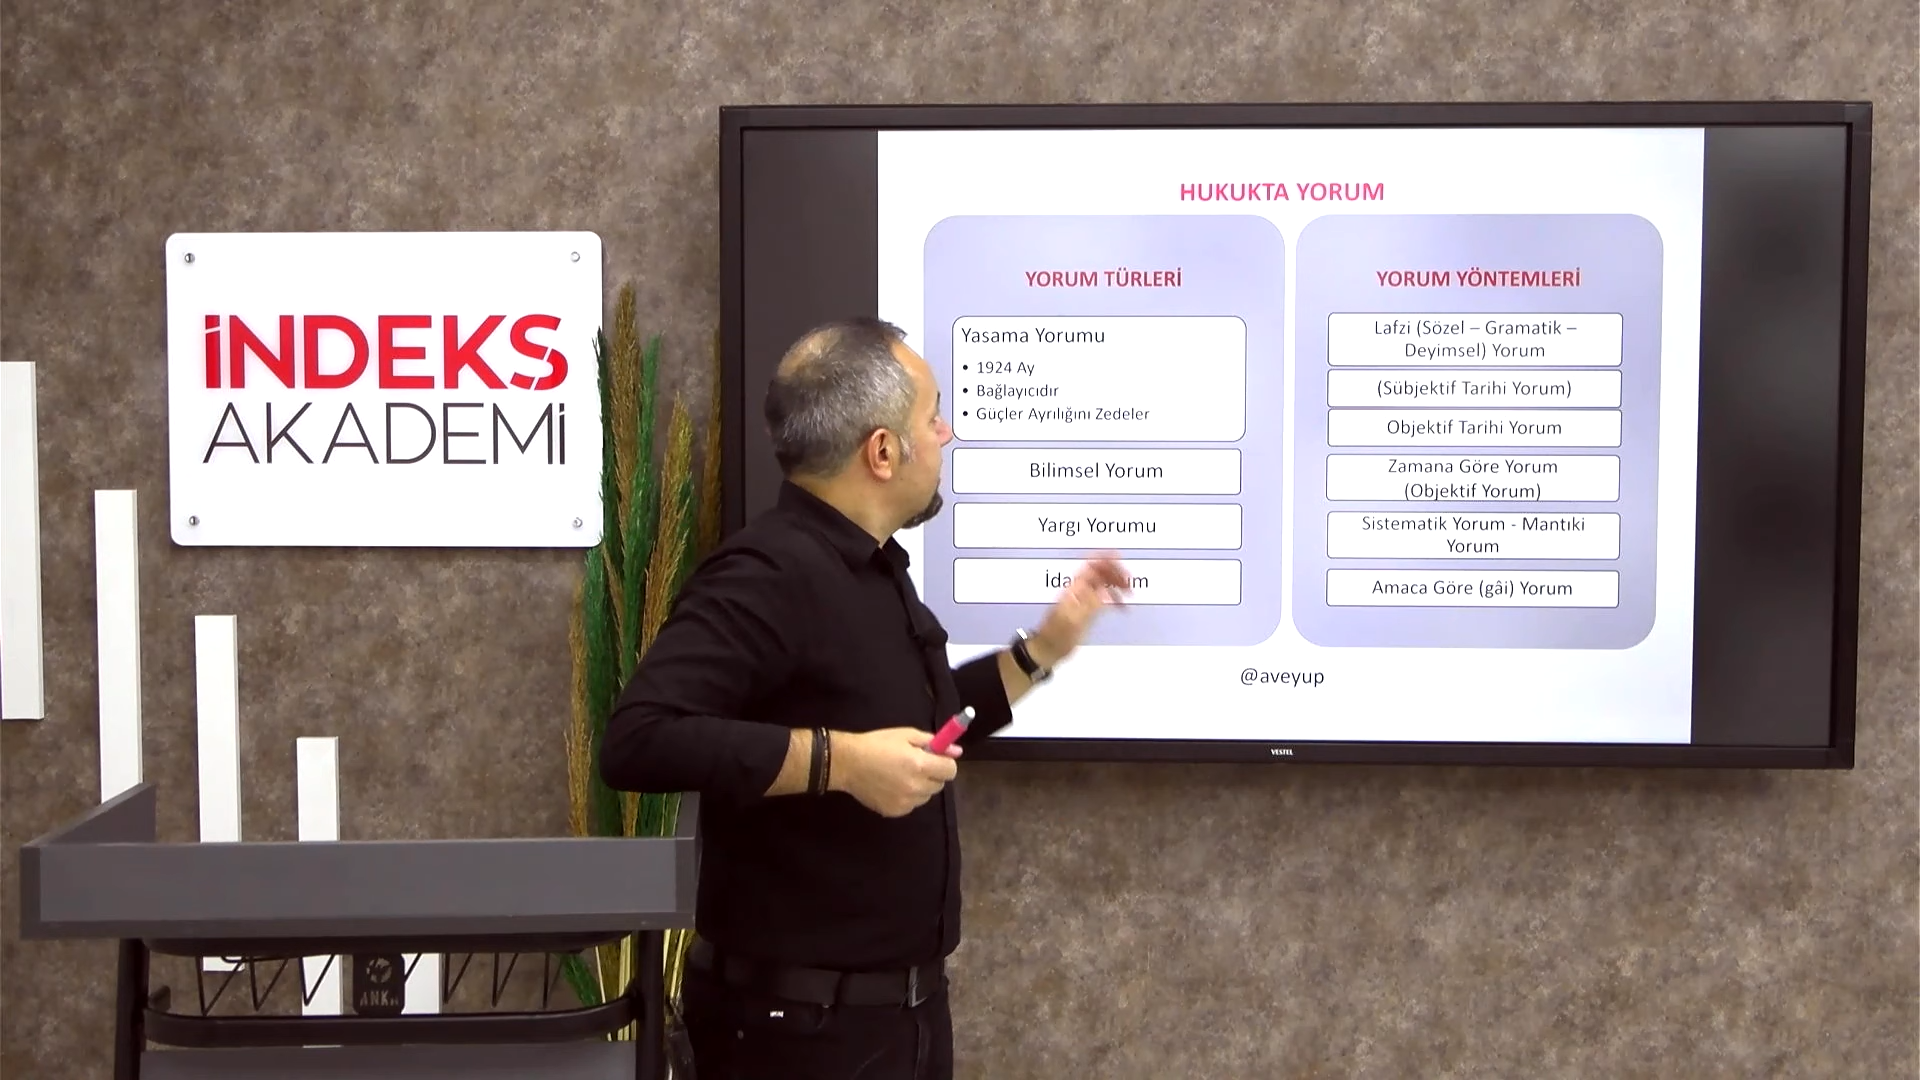 İNDEKS
AKADEMİ
HUKUKTA YORUM
YORUM TÜRLERİ
Yasama Yorumu
• 1924 Ay
• Bağlayıcıdır
• Güçler Ayrılığını Zedeler
Bilimsel Yorum
Yargı Yorumu
YORUM YÖNTEMLERİ
Lafzi (Sözel – Gramatik –
Deyimsel) Yorum
(Sübjektif Tarihi Yorum)
Objektif Tarihi Yorum
Zamana Göre Yorum
(Objektif Yorum)
Sistematik Yorum - Mantıki
Yorum
Amaca Göre (gâi) Yorum
@aveyup
VESTEL
ANKA